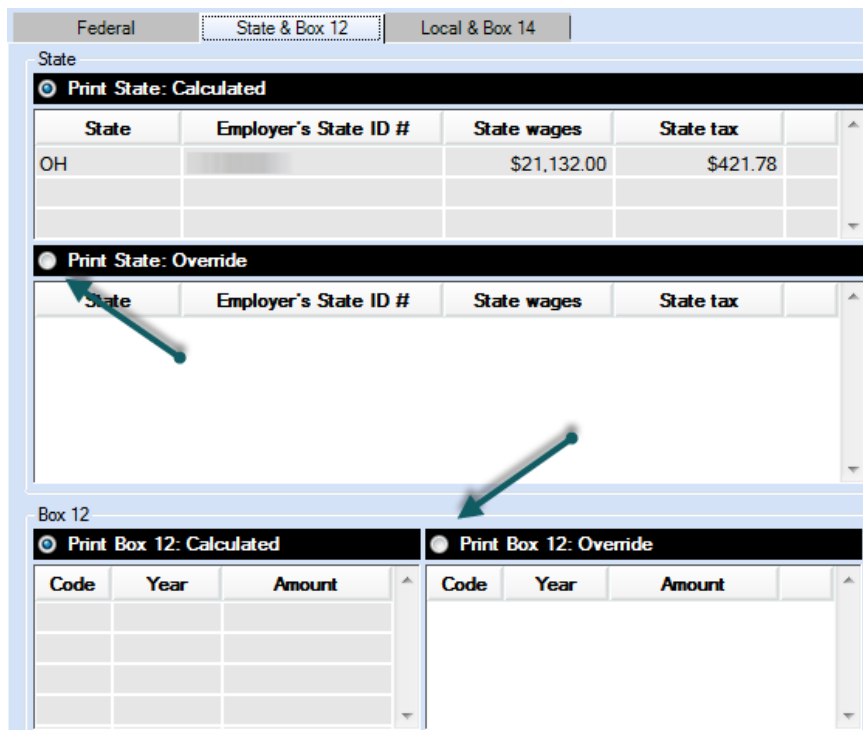 Federal State & Box 12 Local & Box 14
State
Print State: Calculated
State Employer's State ID # State wages State tax
OH $21,132.00 $421.78
Print State: Override
State Employer's State ID # State wages State tax
Box 12
Print Box 12: Calculated Print Box 12: Override
Code Year Amount Code Year Amount